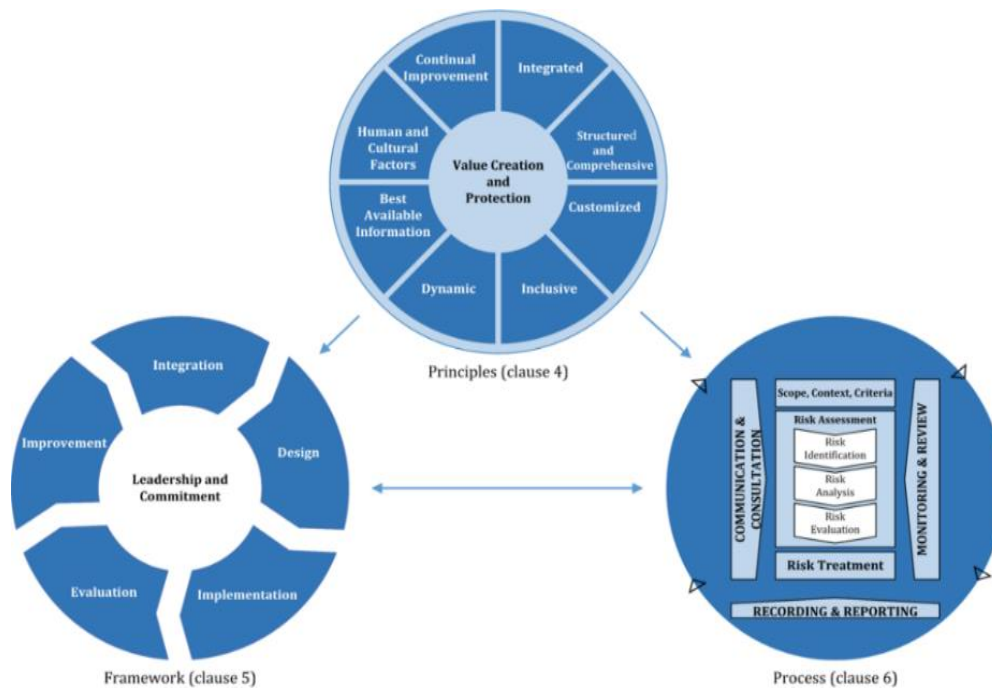 Continual
Improvement
Integrated
Human and
Cultural
Factors
Structured
and
Comprehensive
Value Creation
and
Protection
Best
Available
Information
Customized
Dynamic
Inclusive
Principles (clause 4)
Integration
Improvement
Design
Leadership and
Commitment
Evaluation
Implementation
Framework (clause 5)
Scope, Context, Criteria
Risk Assessment
Risk
Identification
Risk
Analysis
Risk
Evaluation
Risk Treatment
COMMUNICATION &
CONSULTATION
MONITORING & REVIEW
RECORDING & REPORTING
Process (clause 6)